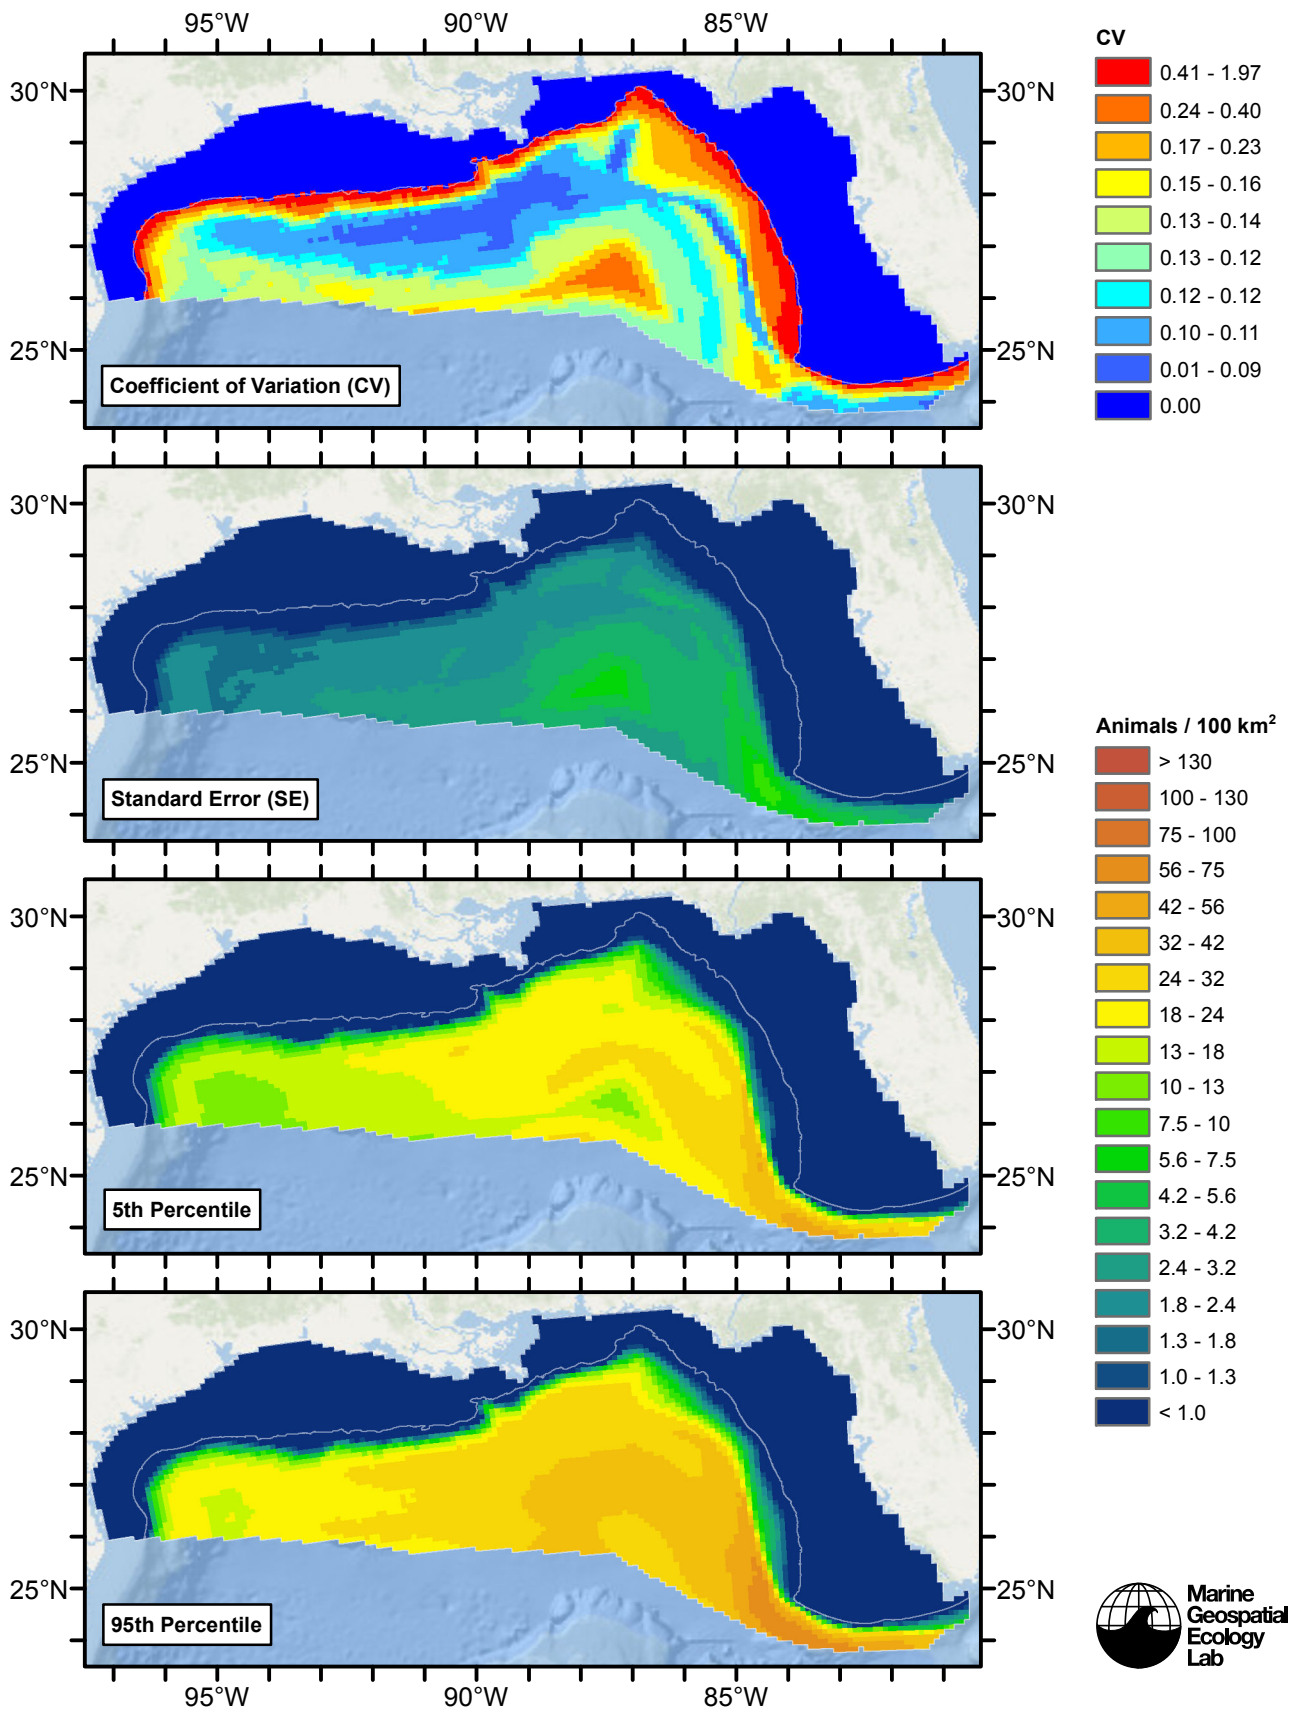 95°W 90°W 85°W
30°N 30°N
25°N 25°N
Coefficient of Variation (CV)
CV
0.41 - 1.97
0.24 - 0.40
0.17 - 0.23
0.15 - 0.16
0.13 - 0.14
0.13 - 0.12
0.12 - 0.12
0.10 - 0.11
0.01 - 0.09
0.00
30°N 30°N
25°N 25°N
Standard Error (SE)
30°N
25°N
5th Percentile
Animals / 100 km²
> 130
100 - 130
75 - 100
56 - 75
42 - 56
32 - 42
24 - 32
18 - 24
13 - 18
10 - 13
7.5 - 10
5.6 - 7.5
4.2 - 5.6
3.2 - 4.2
2.4 - 3.2
1.8 - 2.4
1.3 - 1.8
1.0 - 1.3
< 1.0
30°N 30°N
25°N 25°N
95th Percentile
95°W 90°W 85°W
Marine
Geospatial
Ecology
Lab